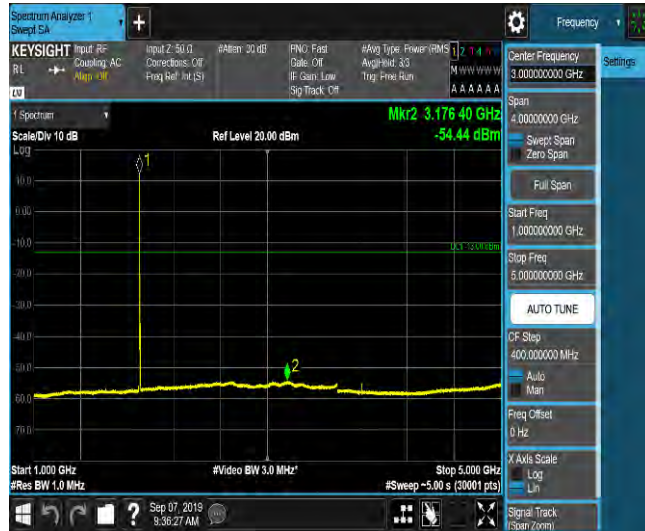 Spectrum Analyzer 1
Swept SA
+
Frequency
KEYSIGHT
RL
Input: RF
Coupling: AC
Align: Off
Input Z: 50 Ω
Corrections: Off
Freq Ref: Int (S)
#Atten: 30 dB
PNO: Fast
Gate: Off
IF Gain: Low
Sig Track: Off
#Avg Type: Power (RMS
Avg|Hold: 3/3
Trig: Free Run
A A A A A A
1 Spectrum
Scale/Div 10 dB
Log
Ref Level 20.00 dBm
Mkr2 3.176 40 GHz
-54.44 dBm
1
10.0
0.00
-10.0
DL1 -13.00 dBm
-20.0
-30.0
-40.0
2
Start 1.000 GHz
#Res BW 1.0 MHz
#Video BW 3.0 MHz*
Stop 5.000 GHz
#Sweep ~5.00 s (30001 pts)
?
Sep 07, 2019
9:36:27 AM
Settings
Center Frequency
3.000000000 GHz
Span
4.00000000 GHz
Swept Span
Zero Span
Full Span
Start Freq
1.000000000 GHz
Stop Freq
5.000000000 GHz
AUTO TUNE
CF Step
400.000000 MHz
Auto
Man
Freq Offset
0 Hz
X Axis Scale
Log
Lin
Signal Track
(Span Zoom)